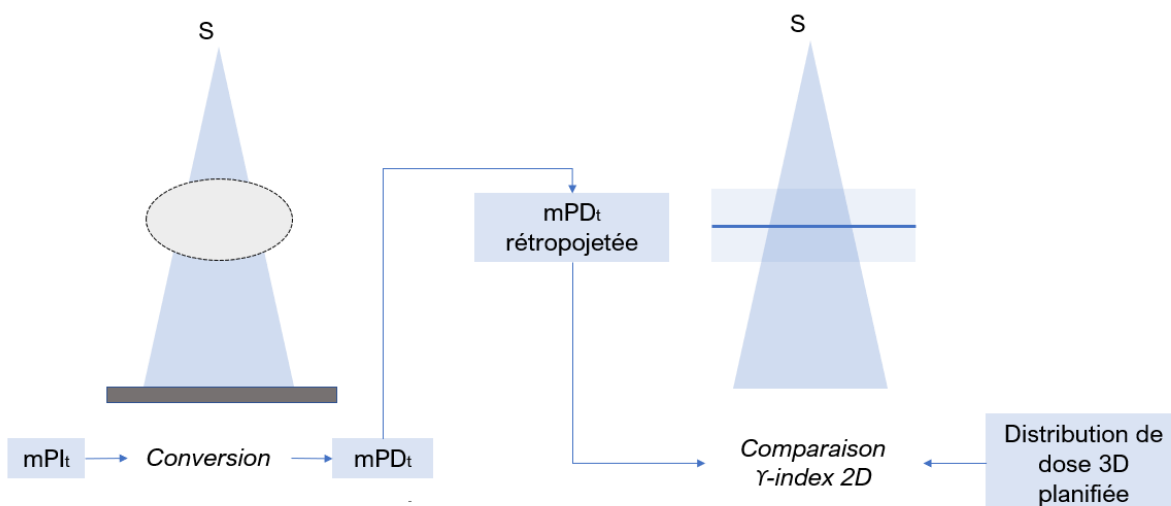 S
S
mPDₜ
rétropojetée
mPIₜ
Conversion
mPDₜ
Comparaison
ϒ-index 2D
Distribution de
dose 3D
planifiée